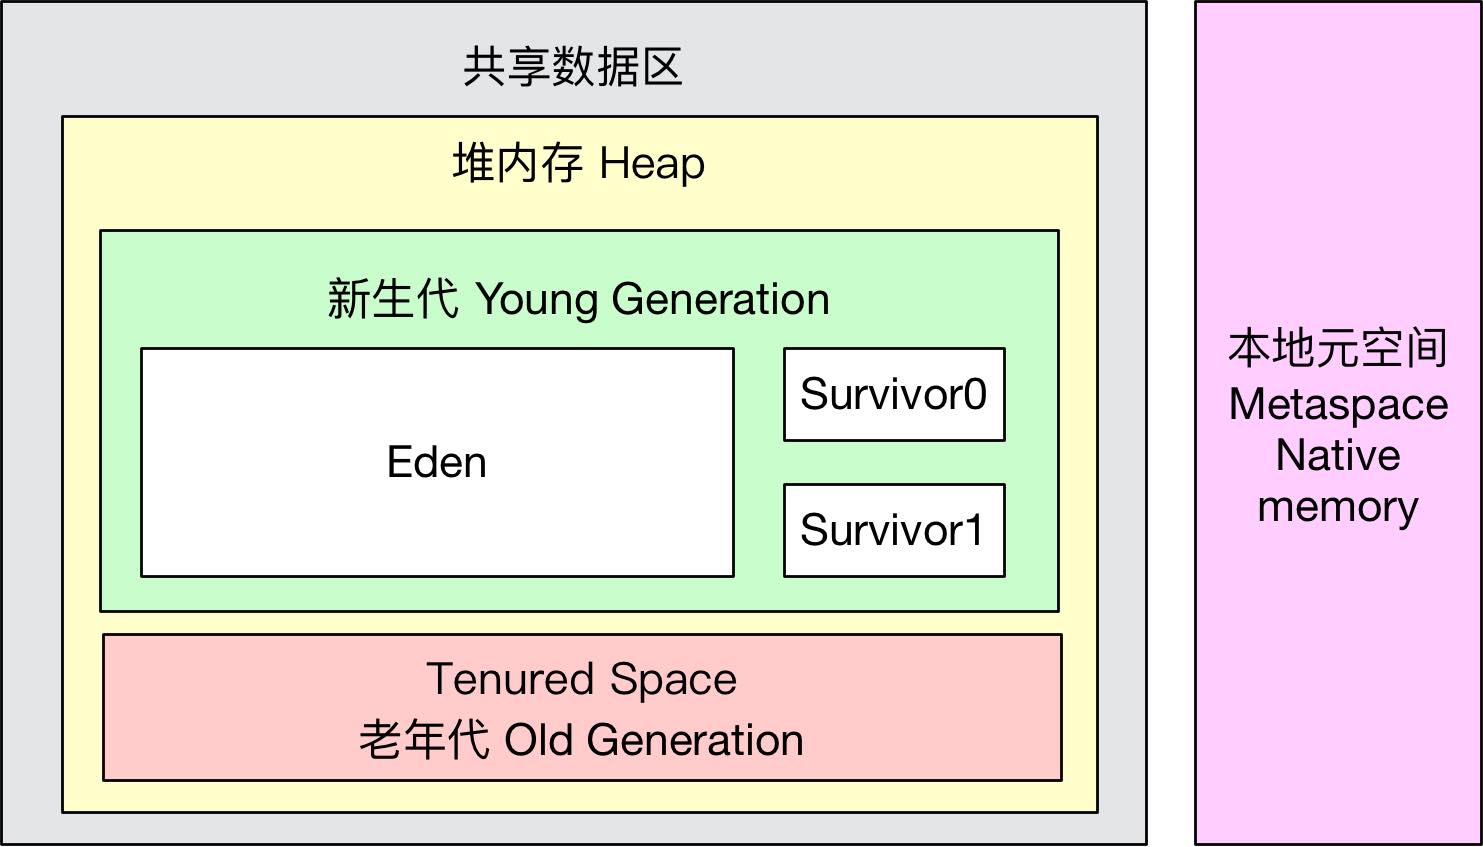 共享数据区
堆内存 Heap
新生代 Young Generation
Eden
Survivor0
Survivor1
Tenured Space
老年代 Old Generation
本地元空间
Metaspace
Native
memory